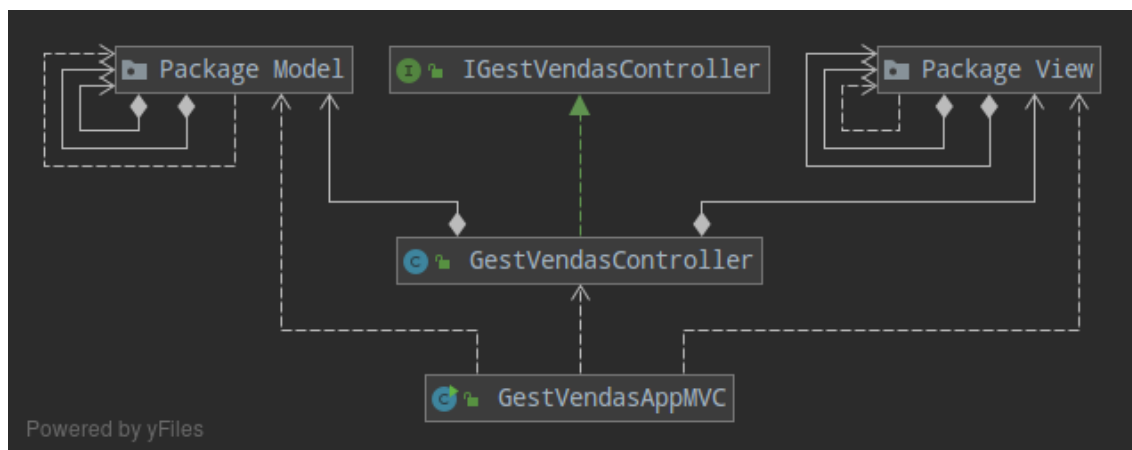 Package Model
IGestVendasController
Package View
GestVendasController
GestVendasAppMVC
Powered by yFiles